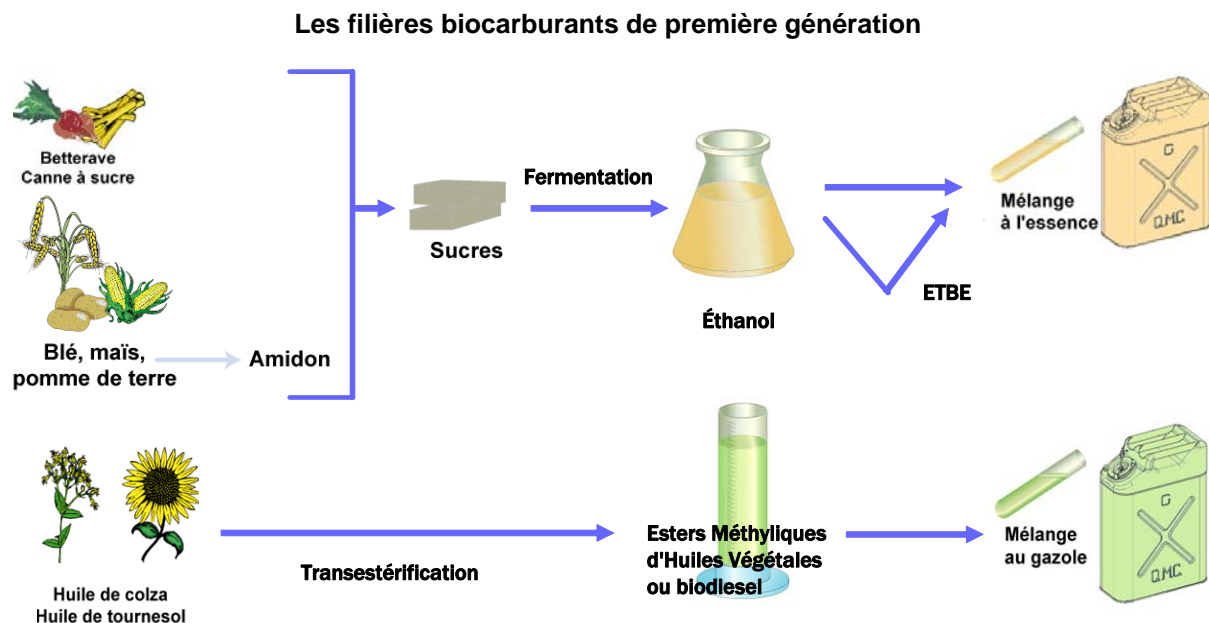 Les filières biocarburants de première génération
Betterave
Canne à sucre
Blé, maïs,
pomme de terre
Amidon
Sucres
Fermentation
Éthanol
ETBE
Mélange
à l'essence
G
Q.M.C.
Huile de colza
Huile de tournesol
Transestérification
Esters Méthyliques
d'Huiles Végétales
ou biodiesel
Mélange
au gazole
G
Q.M.C.